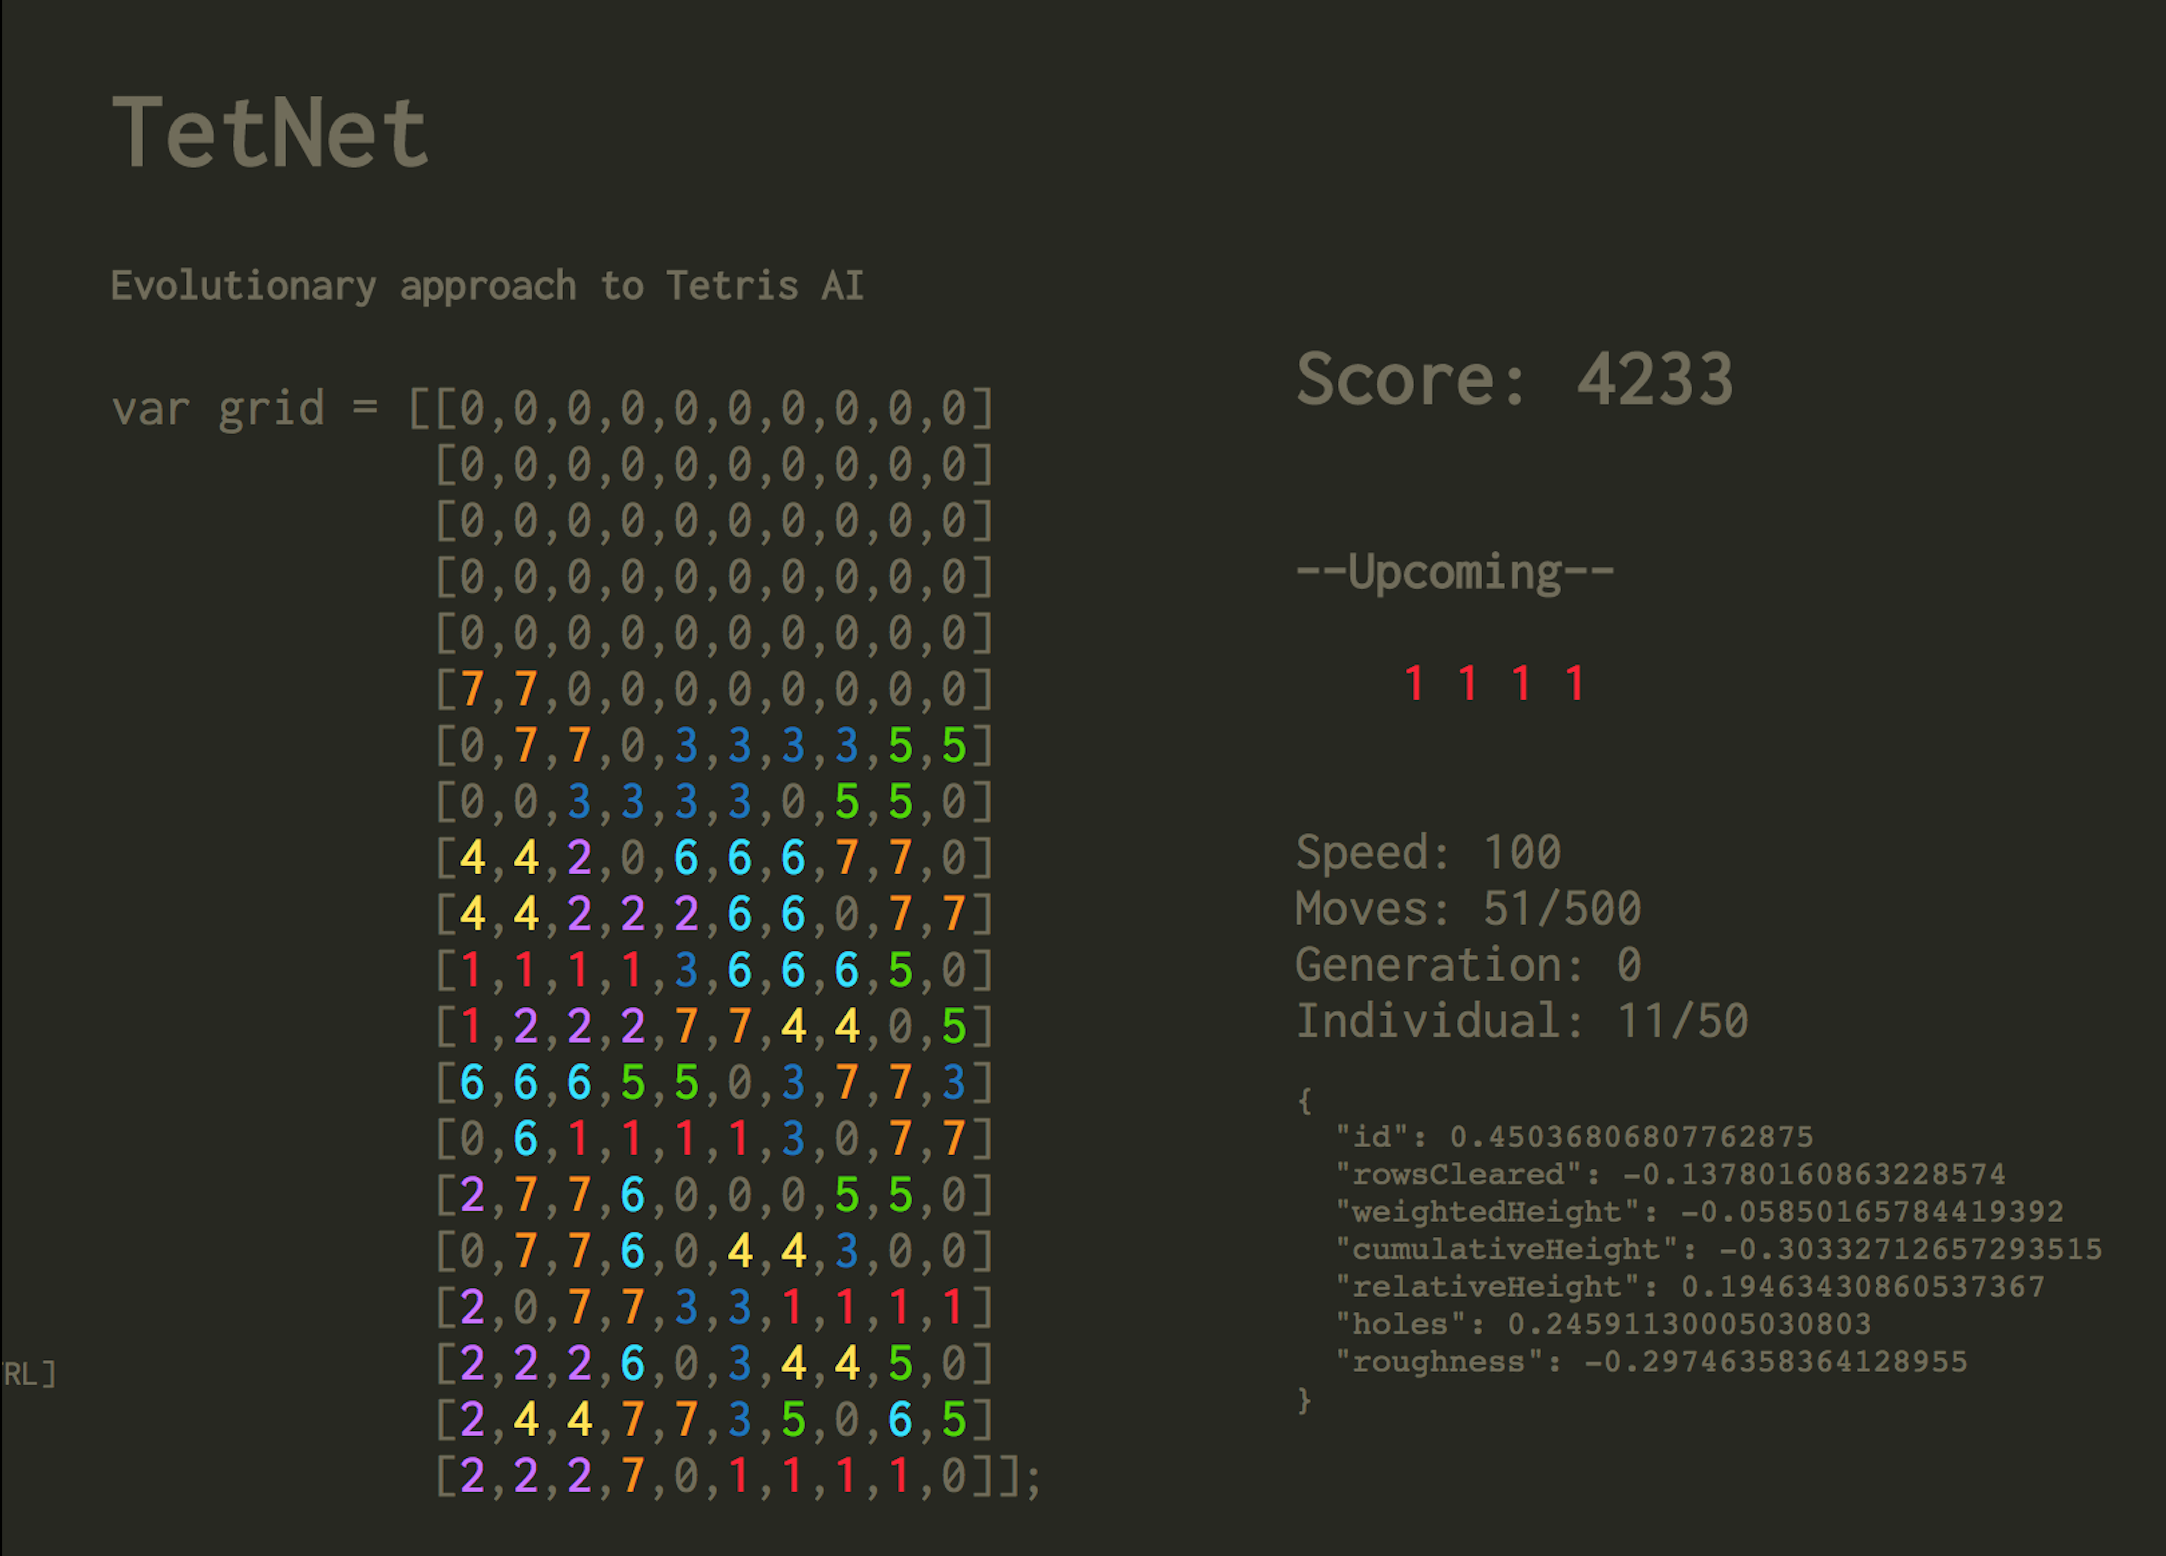 TetNet
Evolutionary approach to Tetris AI
var grid = [[0,0,0,0,0,0,0,0,0,0]
[0,0,0,0,0,0,0,0,0,0]
[0,0,0,0,0,0,0,0,0,0]
[0,0,0,0,0,0,0,0,0,0]
[0,0,0,0,0,0,0,0,0,0]
[7,7,0,0,0,0,0,0,0,0]
[0,7,7,0,3,3,3,3,5,5]
[0,0,3,3,3,3,0,5,5,0]
[4,4,2,0,6,6,6,7,7,0]
[4,4,2,2,2,6,6,0,7,7]
[1,1,1,1,3,6,6,6,5,0]
[1,2,2,2,7,7,4,4,0,5]
[6,6,6,5,5,0,3,7,7,3]
[0,6,1,1,1,1,3,0,7,7]
[2,7,7,6,0,0,0,5,5,0]
[0,7,7,6,0,4,4,3,0,0]
[2,0,7,7,3,3,1,1,1,1]
[2,2,2,6,0,3,4,4,5,0]
[2,4,4,7,7,3,5,0,6,5]
[2,2,2,7,0,1,1,1,1,0]];
RL]
Score: 4233
--Upcoming--
1 1 1 1
Speed: 100
Moves: 51/500
Generation: 0
Individual: 11/50
{
"id": 0.45036806807762875
"rowsCleared": -0.13780160863228574
"weightedHeight": -0.05850165784419392
"cumulativeHeight": -0.30332712657293515
"relativeHeight": 0.19463430860537367
"holes": 0.24591130005030803
"roughness": -0.29746358364128955
}